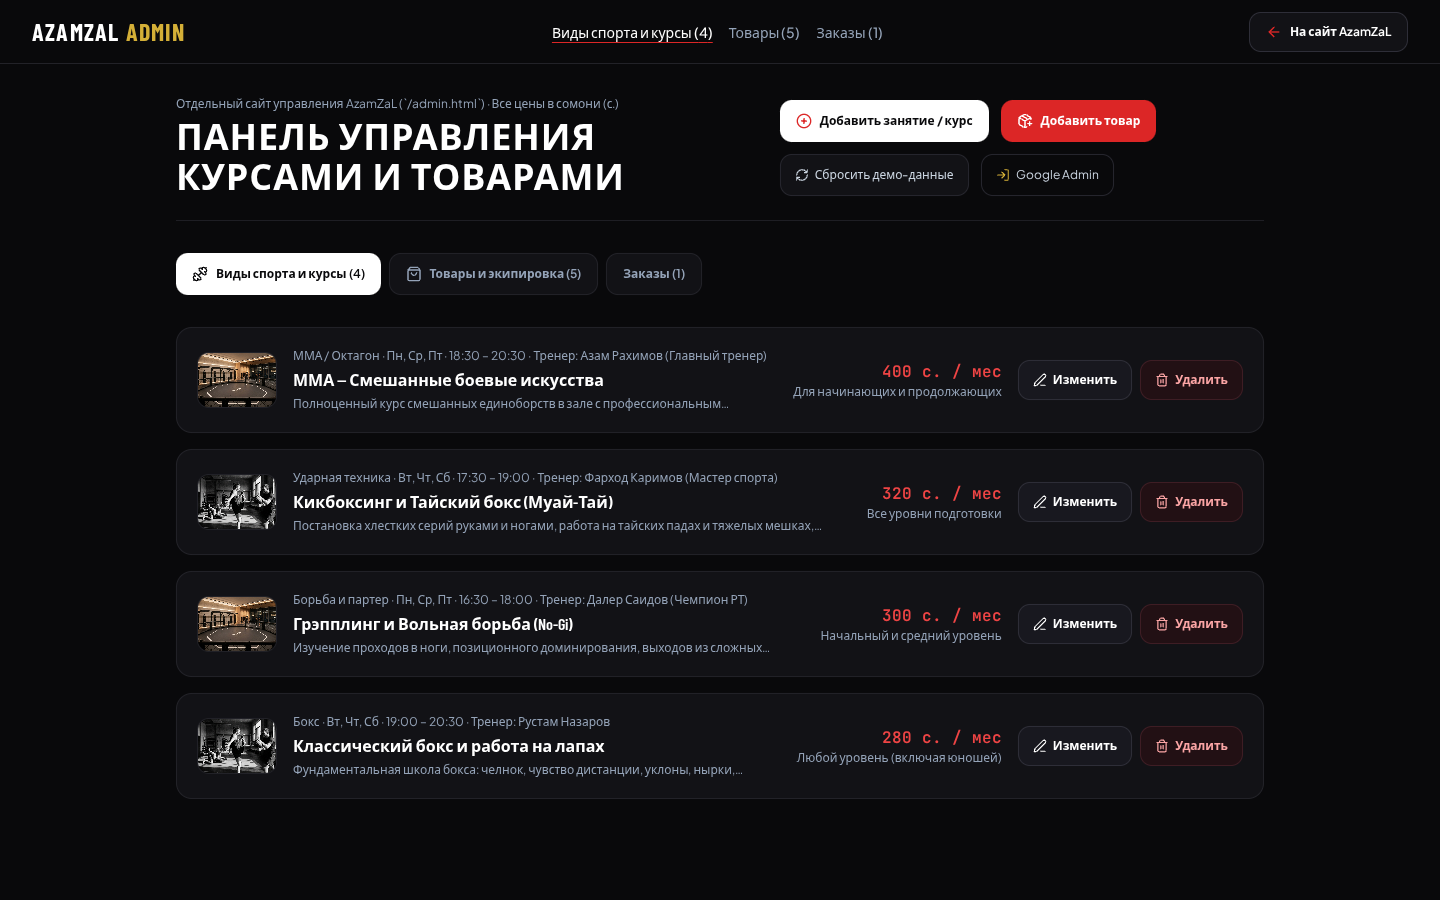 AZAMZAL ADMIN
Виды спорта и курсы (4)
Товары (5)
Заказы (1)
На сайт AzamZaL
Отдельный сайт управления AzamZaL (`/admin.html`) · Все цены в сомони (с.)
ПАНЕЛЬ УПРАВЛЕНИЯ
КУРСАМИ И ТОВАРАМИ
Добавить занятие / курс
Добавить товар
Сбросить демо-данные
Google Admin
Виды спорта и курсы (4)
Товары и экипировка (5)
Заказы (1)
ММА / Октагон · Пн, Ср, Пт · 18:30 – 20:30 · Тренер: Азам Рахимов (Главный тренер)
ММА — Смешанные боевые искусства
Полноценный курс смешанных единоборств в зале с профессиональным…
400 с. / мес
Для начинающих и продолжающих
Изменить
Удалить
Ударная техника · Вт, Чт, Сб · 17:30 – 19:00 · Тренер: Фарход Каримов (Мастер спорта)
Кикбоксинг и Тайский бокс (Муай-Тай)
Постановка хлестких серий руками и ногами, работа на тайских падах и тяжелых мешках,…
320 с. / мес
Все уровни подготовки
Изменить
Удалить
Борьба и партер · Пн, Ср, Пт · 16:30 – 18:00 · Тренер: Далер Саидов (Чемпион РТ)
Грэпплинг и Вольная борьба (No-Gi)
Изучение проходов в ноги, позиционного доминирования, выходов из сложных…
300 с. / мес
Начальный и средний уровень
Изменить
Удалить
Бокс · Вт, Чт, Сб · 19:00 – 20:30 · Тренер: Рустам Назаров
Классический бокс и работа на лапах
Фундаментальная школа бокса: челнок, чувство дистанции, уклоны, нырки,…
280 с. / мес
Любой уровень (включая юношей)
Изменить
Удалить